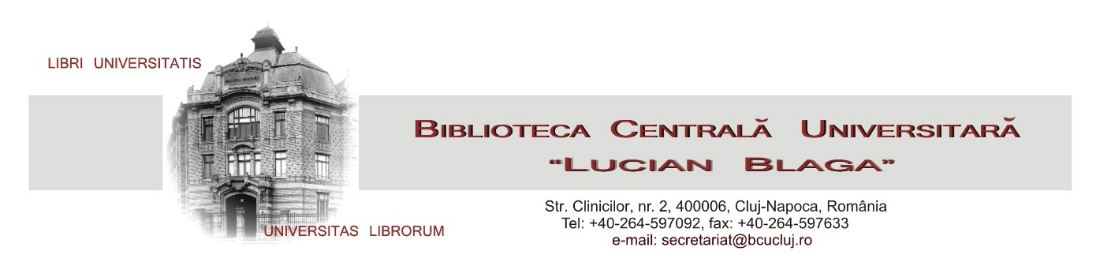 LIBRI UNIVERSITATIS
BIBLIOTECA CENTRALĂ UNIVERSITARĂ
“LUCIAN BLAGA”
Str. Clinicilor, nr. 2, 400006, Cluj-Napoca, România
Tel: +40-264-597092, fax: +40-264-597633
UNIVERSITAS LIBRORUM
e-mail: secretariat@bcucluj.ro